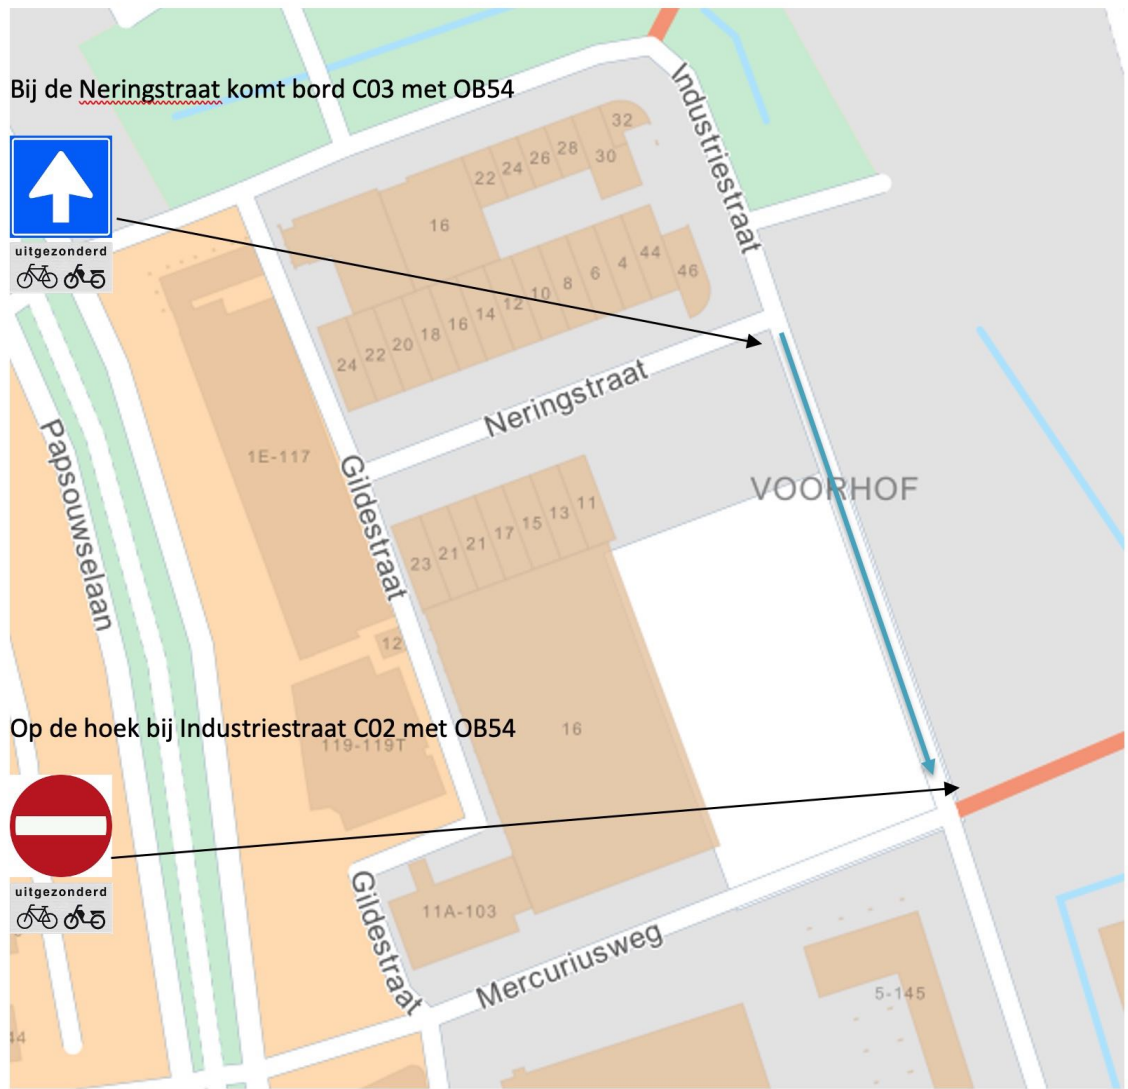 Bij de Neringstraat komt bord C03 met OB54
uitgezonderd
Industriestraat
32
30
28
26
24
22
16
44
46
4
6
8
10
12
14
16
18
20
22
24
Neringstraat
VOORHOF
Papsouwselaan
1E-117
Gildestraat
11
13
15
17
21
21
23
12
Op de hoek bij Industriestraat C02 met OB54
119-119T
16
uitgezonderd
Gildestraat
11A-103
Mercuriusweg
5-145
44